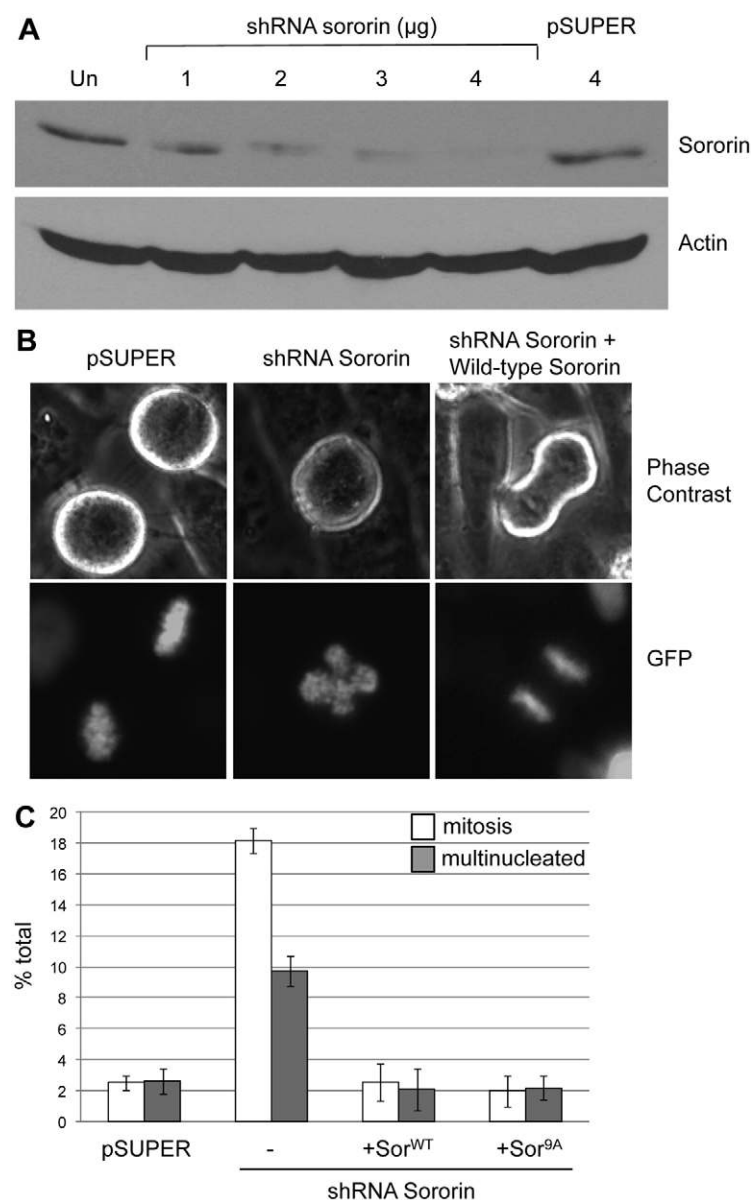 A
shRNA sororin (µg)
pSUPER
Un 1 2 3 4 4
Sororin
Actin
B
pSUPER
shRNA Sororin
shRNA Sororin +
Wild-type Sororin
Phase
Contrast
GFP
C
mitosis
multinucleated
% total
20
18
16
14
12
10
8
6
4
2
0
pSUPER - +Sor^WT +Sor^9A
shRNA Sororin